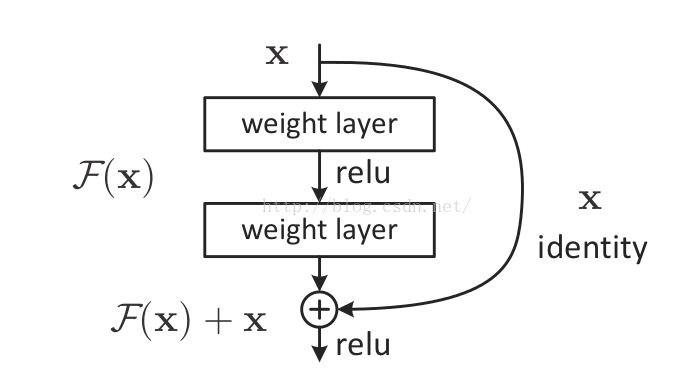 x
weight layer
relu
F(x)
http://blog.csdn.net/
x
weight layer
identity
F(x) + x
+
relu